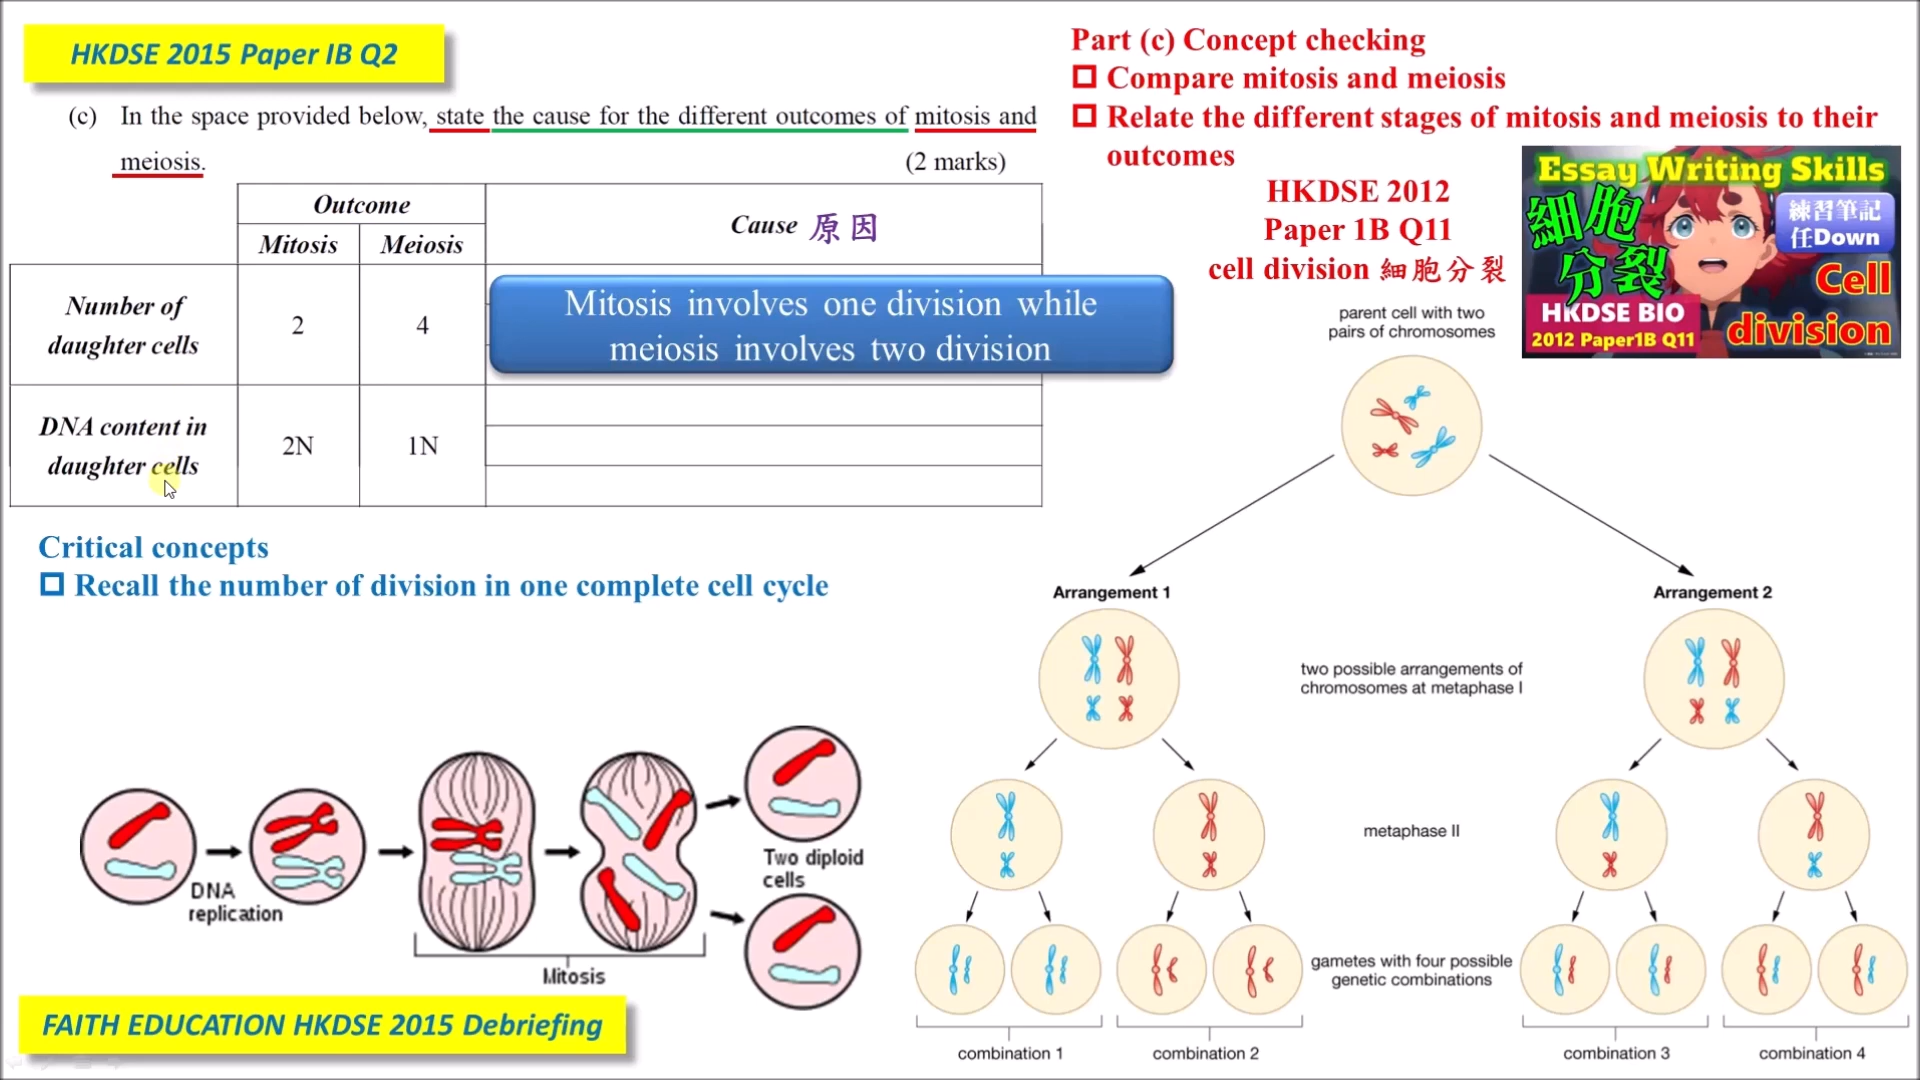 HKDSE 2015 Paper IB Q2
(c) In the space provided below, state the cause for the different outcomes of mitosis and
meiosis. (2 marks)
Outcome
Cause 原因
Mitosis Meiosis
Number of
daughter cells
2 4
Mitosis involves one division while
meiosis involves two division
DNA content in
daughter cells
2N 1N
Critical concepts
Recall the number of division in one complete cell cycle
DNA
replication
Mitosis
Two diploid
cells
FAITH EDUCATION HKDSE 2015 Debriefing
Part (c) Concept checking
Compare mitosis and meiosis
Relate the different stages of mitosis and meiosis to their
outcomes
HKDSE 2012
Paper 1B Q11
cell division 細胞分裂
Essay Writing Skills
細胞
分裂
練習筆記
任Down
Cell
division
HKDSE BIO
2012 Paper1B Q11
parent cell with two
pairs of chromosomes
Arrangement 1
Arrangement 2
two possible arrangements of
chromosomes at metaphase I
metaphase II
gametes with four possible
genetic combinations
combination 1
combination 2
combination 3
combination 4